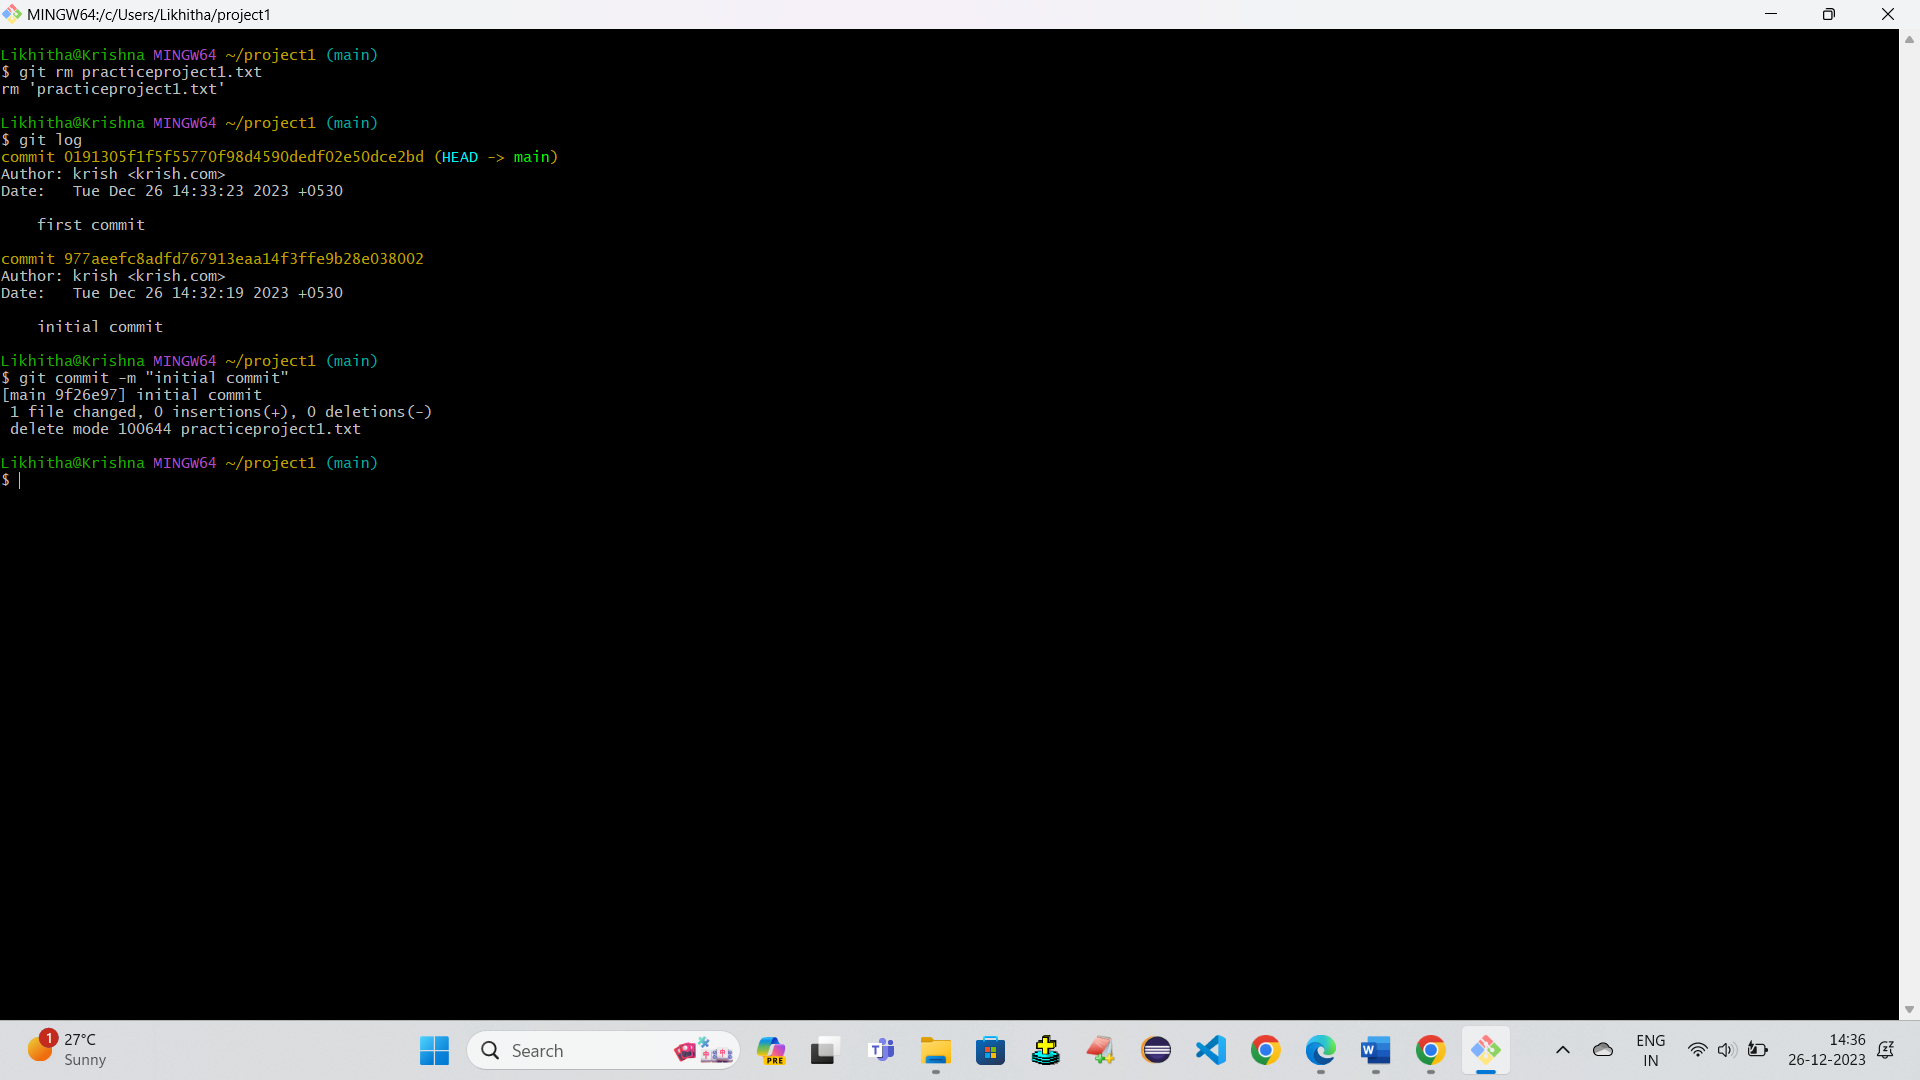 MINGW64:/c/Users/Likhitha/project1
Likhitha@Krishna MINGW64 ~/project1 (main)
$ git rm practiceproject1.txt
rm 'practiceproject1.txt'
Likhitha@Krishna MINGW64 ~/project1 (main)
$ git log
commit 0191305f1f5f55770f98d4590dedf02e50dce2bd (HEAD -> main)
Author: krish <krish.com>
Date:   Tue Dec 26 14:33:23 2023 +0530
    first commit
commit 977aeefc8adfd767913eaa14f3ffe9b28e038002
Author: krish <krish.com>
Date:   Tue Dec 26 14:32:19 2023 +0530
    initial commit
Likhitha@Krishna MINGW64 ~/project1 (main)
$ git commit -m "initial commit"
[main 9f26e97] initial commit
 1 file changed, 0 insertions(+), 0 deletions(-)
 delete mode 100644 practiceproject1.txt
Likhitha@Krishna MINGW64 ~/project1 (main)
$
1
27°C
Sunny
Search
PRE
T
W
ENG
IN
14:36
26-12-2023